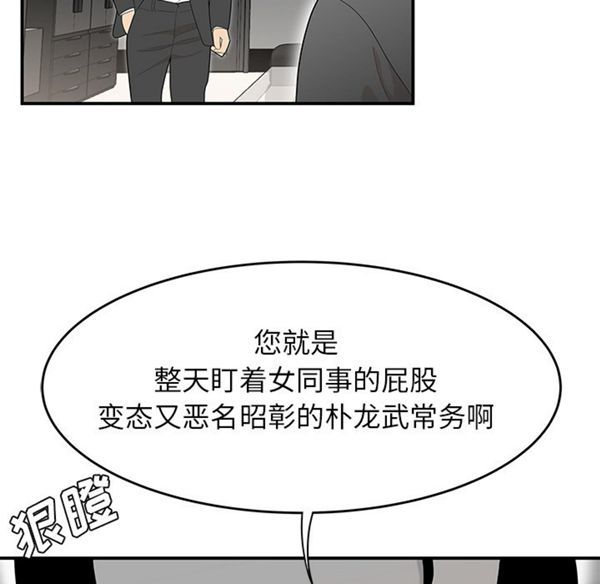 您就是
整天盯着女同事的屁股
变态又恶名昭彰的朴龙武常务啊
狠瞪